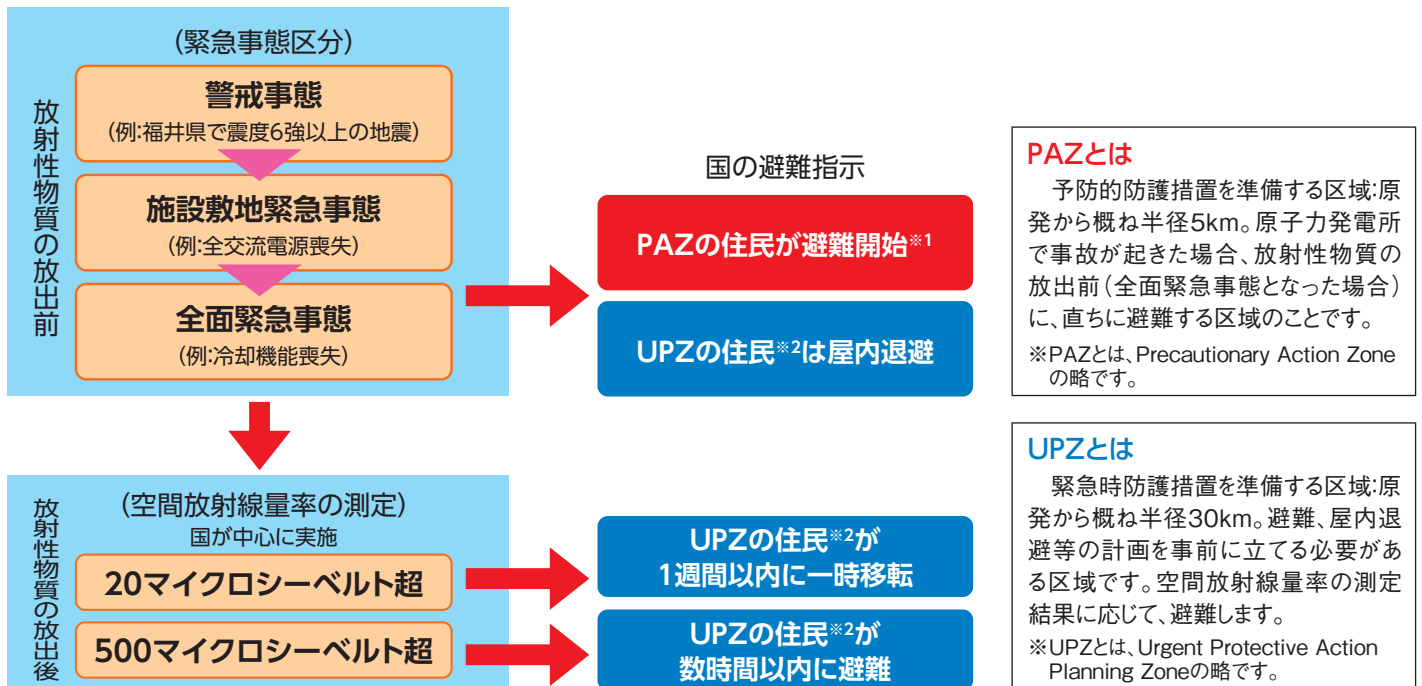 放射性物質の放出前
(緊急事態区分)
警戒事態
(例:福井県で震度6強以上の地震)
施設敷地緊急事態
(例:全交流電源喪失)
全面緊急事態
(例:冷却機能喪失)
国の避難指示
PAZの住民が避難開始※1
UPZの住民※2は屋内退避
PAZとは
予防的防護措置を準備する区域:原
発から概ね半径5km。原子力発電所
で事故が起きた場合、放射性物質の
放出前(全面緊急事態となった場合)
に、直ちに避難する区域のことです。
※PAZとは、Precautionary Action Zone
の略です。
放射性物質の放出後
(空間放射線量率の測定)
国が中心に実施
20マイクロシーベルト超
500マイクロシーベルト超
UPZの住民※2が
1週間以内に一時移転
UPZの住民※2が
数時間以内に避難
UPZとは
緊急時防護措置を準備する区域:原
発から概ね半径30km。避難、屋内退
避等の計画を事前に立てる必要があ
る区域です。空間放射線量率の測定
結果に応じて、避難します。
※UPZとは、Urgent Protective Action
Planning Zoneの略です。